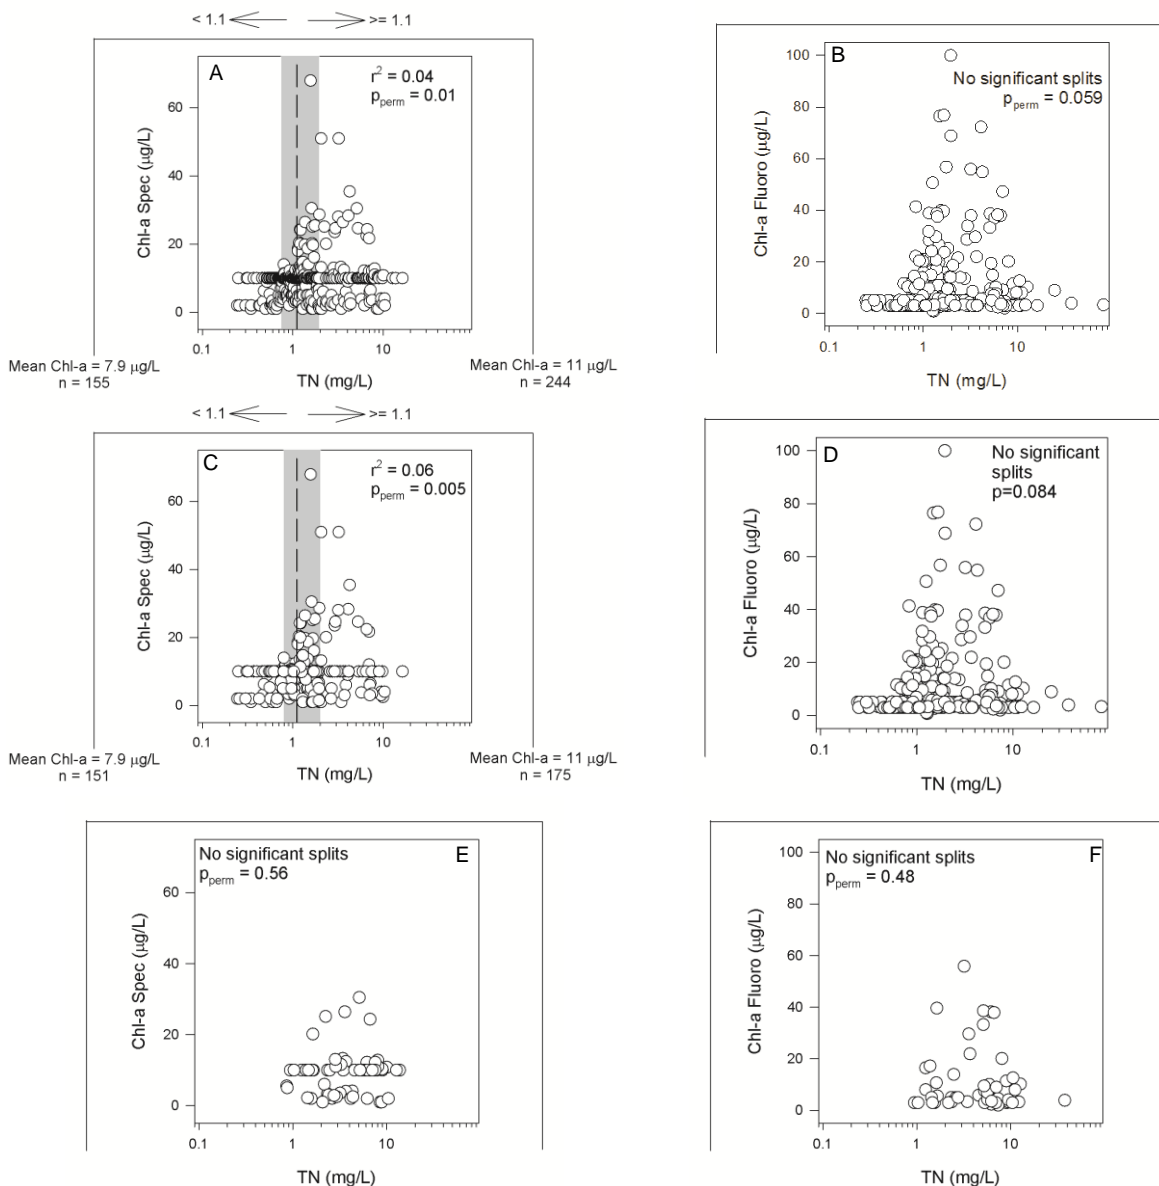 < 1.1 >= 1.1
A
r² = 0.04
pperm = 0.01
60
40
20
0
Chl-a Spec (µg/L)
0.1 1 10
TN (mg/L)
Mean Chl-a = 7.9 µg/L
n = 155
Mean Chl-a = 11 µg/L
n = 244
B
No significant splits
pperm = 0.059
100
80
60
40
20
0
Chl-a Fluoro (µg/L)
0.1 1 10
TN (mg/L)
< 1.1 >= 1.1
C
r² = 0.06
pperm = 0.005
60
40
20
0
Chl-a Spec (µg/L)
0.1 1 10
TN (mg/L)
Mean Chl-a = 7.9 µg/L
n = 151
Mean Chl-a = 11 µg/L
n = 175
D
No significant
splits
p=0.084
100
80
60
40
20
0
Chl-a Fluoro (µg/L)
0.1 1 10
TN (mg/L)
No significant splits
pperm = 0.56
E
60
40
20
0
Chl-a Spec (µg/L)
0.1 1 10
TN (mg/L)
No significant splits
pperm = 0.48
F
100
80
60
40
20
0
Chl-a Fluoro (µg/L)
0.1 1 10
TN (mg/L)